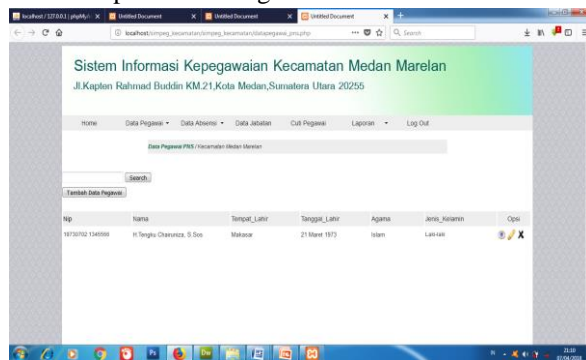 localhost / 127.0.0.1 | phpMy/ Untitled Document Untitled Document Untitled Document
localhost/simpeg_kecamatan/simpeg_kecamatan/datapegawai_pns.php Search
Sistem Informasi Kepegawaian Kecamatan Medan Marelan
Jl.Kapten Rahmad Buddin KM.21,Kota Medan,Sumatera Utara 20255
Home Data Pegawai Data Absensi Data Jabatan Cuti Pegawai Laporan Log Out
Data Pegawai PNS / Kecamatan Medan Marelan
Search
Tambah Data Pegawai
Nip Nama Tempat_Lahir Tanggal_Lahir Agama Jenis_Kelamin Opsi
H.Tengku Chairuniza, S.Sos Makasar 21 Maret 1973 Islam Laki-laki
21:10